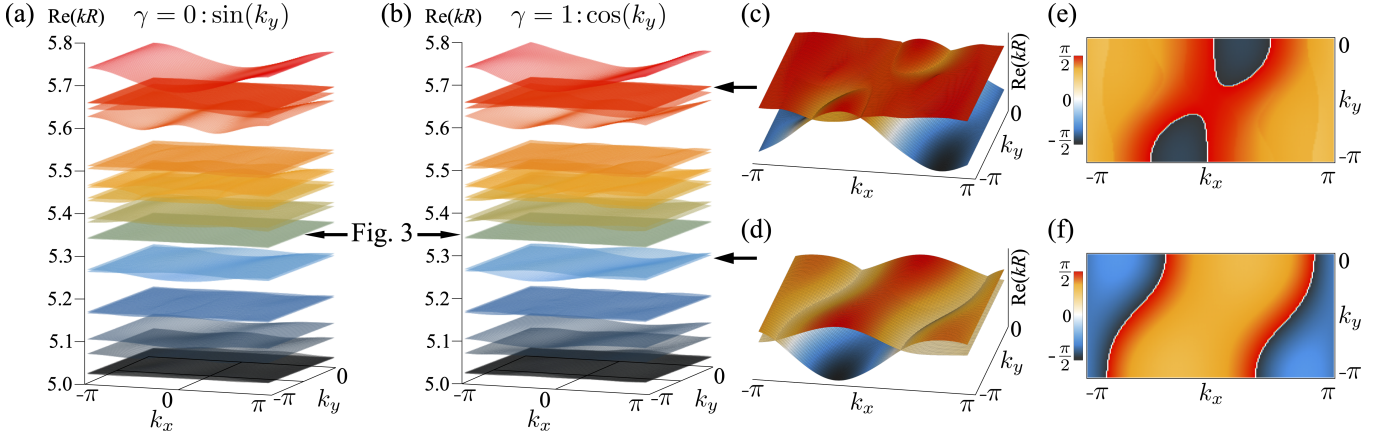 (a) Re(kR) γ = 0 : sin(k_y)
5.8
5.7
5.6
5.5
5.4
5.3
5.2
5.1
5.0
-π
0
π
k_x
-π
0
k_y
Fig. 3
(b) Re(kR) γ = 1 : cos(k_y)
5.8
5.7
5.6
5.5
5.4
5.3
5.2
5.1
5.0
-π
0
π
k_x
-π
0
k_y
(c)
Re(kR)
0
k_y
-π
-π
k_x
π
(d)
Re(kR)
0
k_y
-π
-π
k_x
π
(e)
π/2
0
-π/2
0
k_y
-π
-π
k_x
π
(f)
π/2
0
-π/2
0
k_y
-π
-π
k_x
π